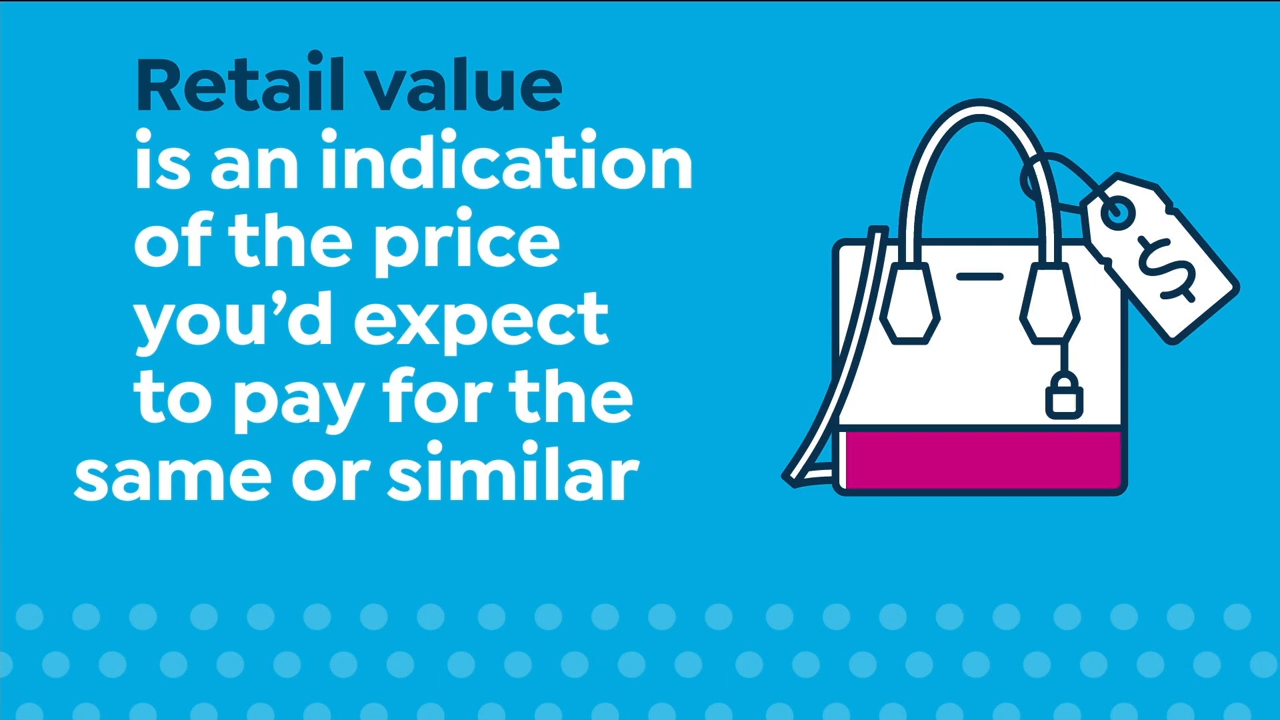 Retail value
is an indication
of the price
you’d expect
to pay for the
same or similar
$